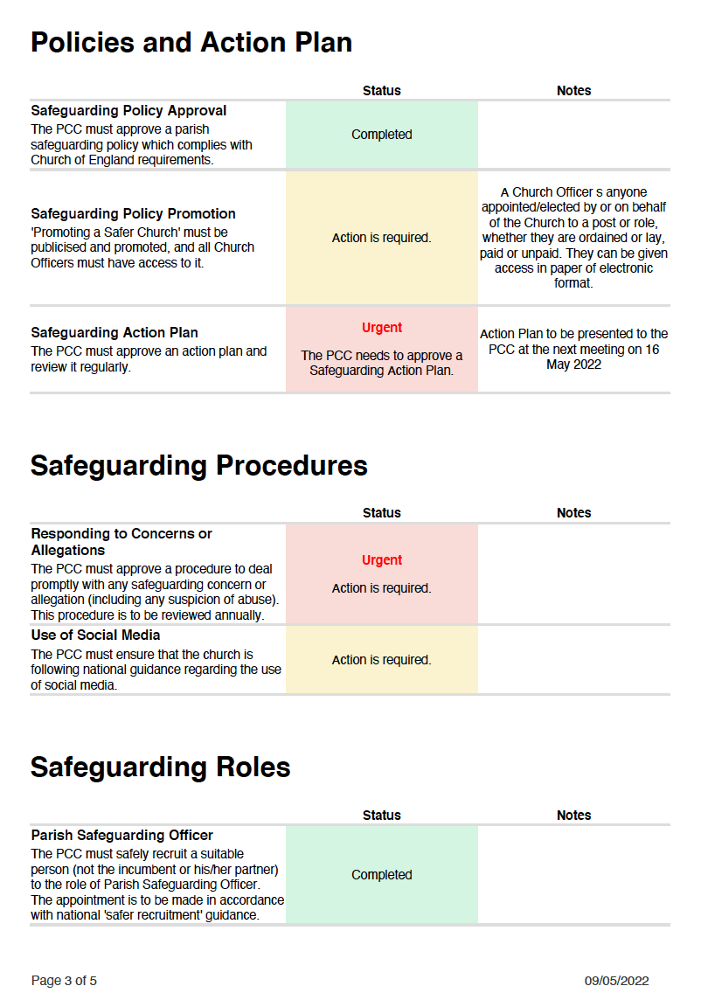 Policies and Action Plan
Status Notes
Safeguarding Policy Approval
The PCC must approve a parish
safeguarding policy which complies with
Church of England requirements.
Completed
Safeguarding Policy Promotion
'Promoting a Safer Church' must be
publicised and promoted, and all Church
Officers must have access to it.
Action is required.
A Church Officer s anyone
appointed/elected by or on behalf
of the Church to a post or role,
whether they are ordained or lay,
paid or unpaid. They can be given
access in paper of electronic
format.
Safeguarding Action Plan
The PCC must approve an action plan and
review it regularly.
Urgent
The PCC needs to approve a
Safeguarding Action Plan.
Action Plan to be presented to the
PCC at the next meeting on 16
May 2022
Safeguarding Procedures
Status Notes
Responding to Concerns or
Allegations
The PCC must approve a procedure to deal
promptly with any safeguarding concern or
allegation (including any suspicion of abuse).
This procedure is to be reviewed annually.
Urgent
Action is required.
Use of Social Media
The PCC must ensure that the church is
following national guidance regarding the use
of social media.
Action is required.
Safeguarding Roles
Status Notes
Parish Safeguarding Officer
The PCC must safely recruit a suitable
person (not the incumbent or his/her partner)
to the role of Parish Safeguarding Officer.
The appointment is to be made in accordance
with national 'safer recruitment' guidance.
Completed
Page 3 of 5 09/05/2022